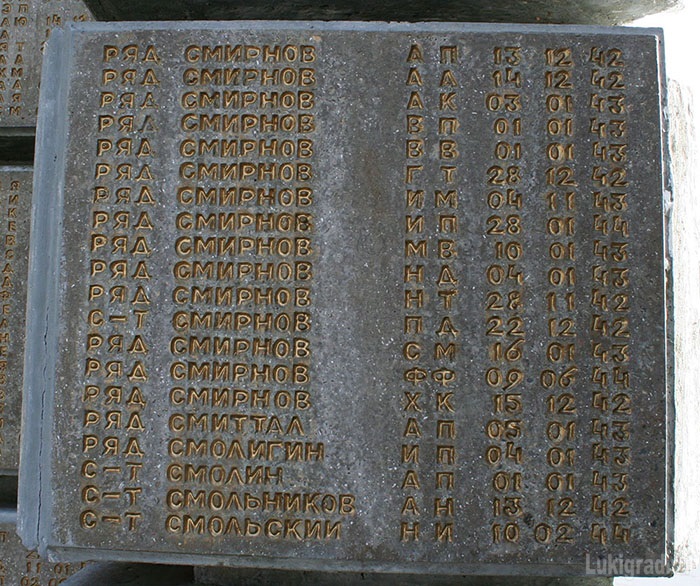 РЯД СМИРНОВ А П 13 12 42
РЯД СМИРНОВ А А 14 12 42
РЯД СМИРНОВ А К 03 01 43
РЯД СМИРНОВ В П 01 01 43
РЯД СМИРНОВ В В 01 01 43
РЯД СМИРНОВ Г Т 28 12 42
РЯД СМИРНОВ И М 04 11 43
РЯД СМИРНОВ И П 28 01 44
РЯД СМИРНОВ М В 10 01 43
РЯД СМИРНОВ Н Д 04 01 43
РЯД СМИРНОВ Н Т 28 11 42
С-Т СМИРНОВ П Д 22 12 42
РЯД СМИРНОВ С М 16 01 43
РЯД СМИРНОВ Ф Ф 09 06 44
РЯД СМИРНОВ Х К 15 12 42
РЯД СМИТТАЛ А П 05 01 43
РЯД СМОЛИГИН И П 04 01 43
С-Т СМОЛИН А П 01 01 43
С-Т СМОЛЬНИКОВ А Н 13 12 42
С-Т СМОЛЬСКИЙ Н И 10 02 44